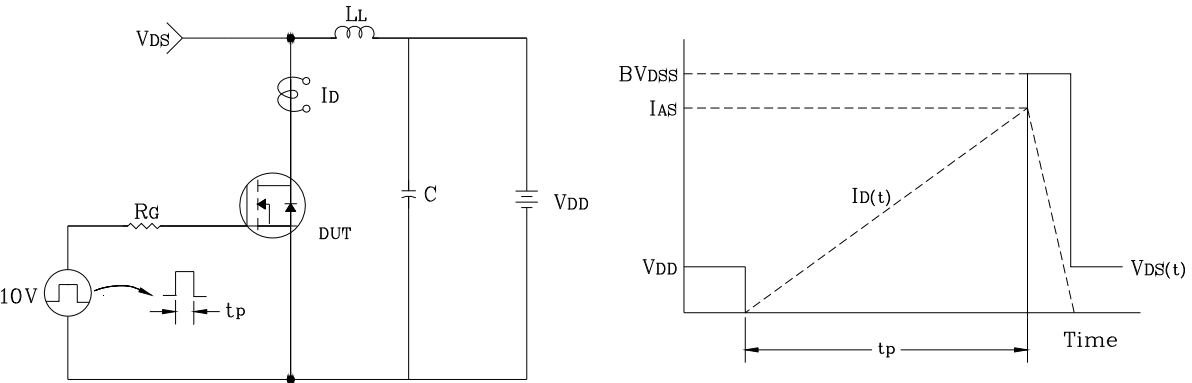 LL
VDS
ID
C
VDD
RG
DUT
10V
tp
BVDSS
IAS
ID(t)
VDD
VDS(t)
Time
tp